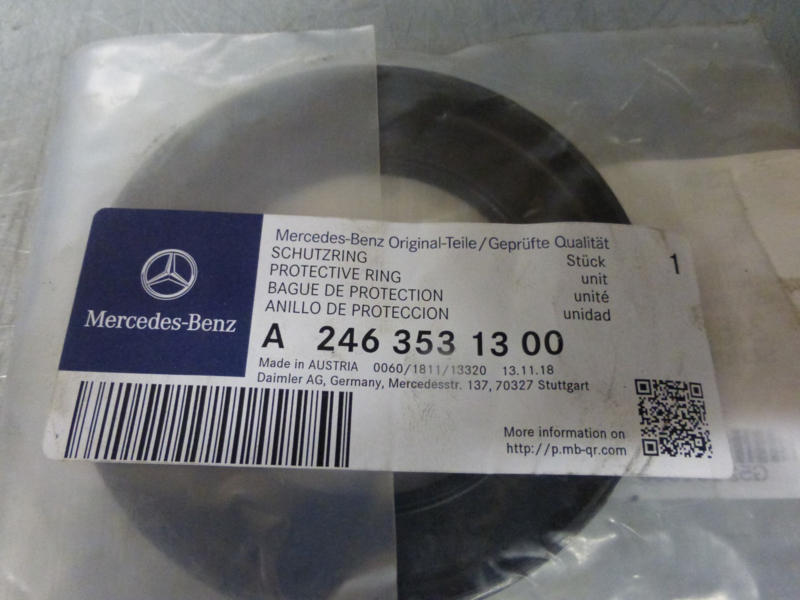 Mercedes-Benz
Mercedes-Benz Original-Teile/Geprüfte Qualität
SCHUTZRING Stück 1
PROTECTIVE RING unit
BAGUE DE PROTECTION unité
ANILLO DE PROTECCION unidad
A 246 353 13 00
Made in AUSTRIA 0060/1811/13320 13.11.18
Daimler AG, Germany, Mercedesstr. 137, 70327 Stuttgart
More information on
http://p.mb-qr.com